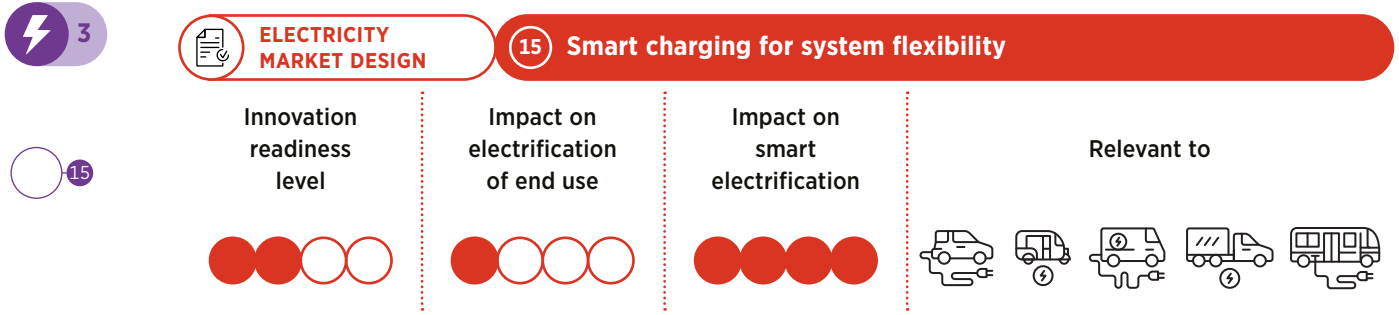 3
ELECTRICITY
MARKET DESIGN
15 Smart charging for system flexibility
15
Innovation
readiness
level
Impact on
electrification
of end use
Impact on
smart
electrification
Relevant to